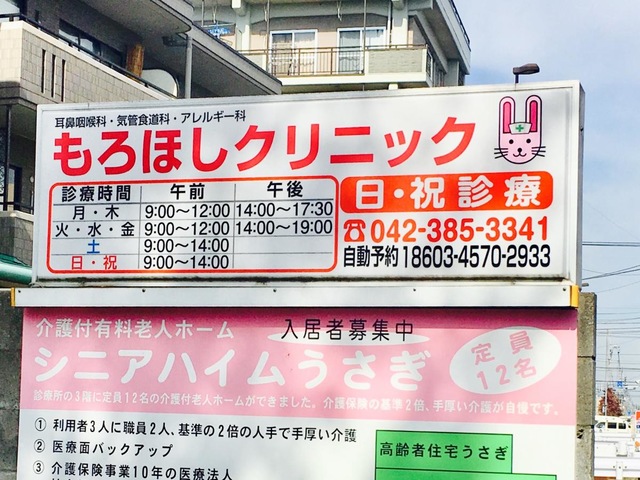 耳鼻咽喉科・気管食道科・アレルギー科
もろほしクリニック
診療時間 午前 午後
月・木 9:00〜12:00 14:00〜17:30
火・水・金 9:00〜12:00 14:00〜19:00
土 9:00〜14:00
日・祝 9:00〜14:00
日・祝診療
☎042-385-3341
自動予約 18603-4570-2933
介護付有料老人ホーム 入居者募集中
シニアハイムうさぎ
定員
12名
診療所の3階に定員12名の介護付老人ホームができました。介護保険の基準2倍、手厚い介護が自慢です。
① 利用者3人に職員2人、基準の2倍の人手で手厚い介護
② 医療面バックアップ
③ 介護保険事業10年の医療法人
高齢者住宅うさぎ